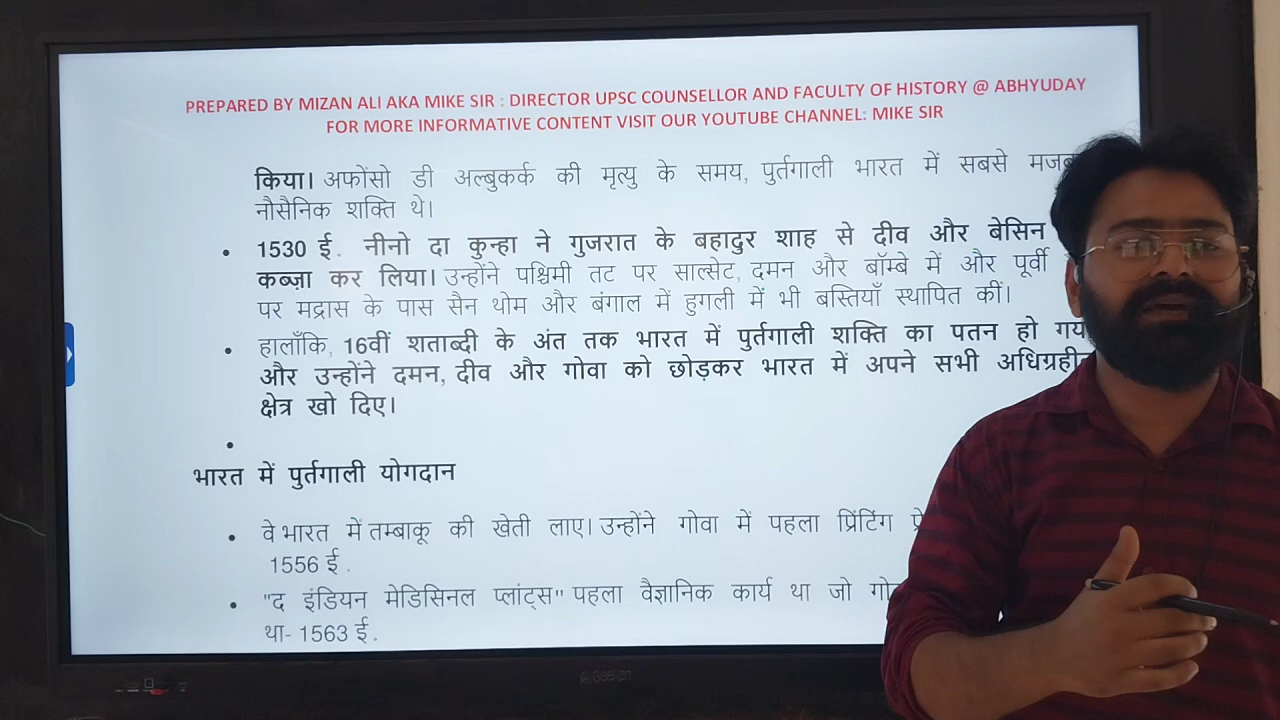 PREPARED BY MIZAN ALI AKA MIKE SIR : DIRECTOR UPSC COUNSELLOR AND FACULTY OF HISTORY @ ABHYUDAY
FOR MORE INFORMATIVE CONTENT VISIT OUR YOUTUBE CHANNEL: MIKE SIR
किया। अफोंसो डी अल्बुकर्क की मृत्यु के समय, पुर्तगाली भारत में सबसे
नौसैनिक शक्ति थे।
• 1530 ई. नीनो दा कुन्हा ने गुजरात के बहादुर शाह से दीव और बेसिन
कब्ज़ा कर लिया। उन्होंने पश्चिमी तट पर साल्सेट, दमन और बॉम्बे में और पूर्वी
पर मद्रास के पास सैन थोम और बंगाल में हुगली में भी बस्तियाँ स्थापित कीं।
• हालाँकि, 16वीं शताब्दी के अंत तक भारत में पुर्तगाली शक्ति का पतन हो
और उन्होंने दमन, दीव और गोवा को छोड़कर भारत में अपने सभी
क्षेत्र खो दिए।
•
भारत में पुर्तगाली योगदान
• वे भारत में तम्बाकू की खेती लाए। उन्होंने गोवा में पहला प्रिंटिंग
1556 ई.
• "द इंडियन मेडिसिनल प्लांट्स" पहला वैज्ञानिक कार्य था जो
था- 1563 ई.